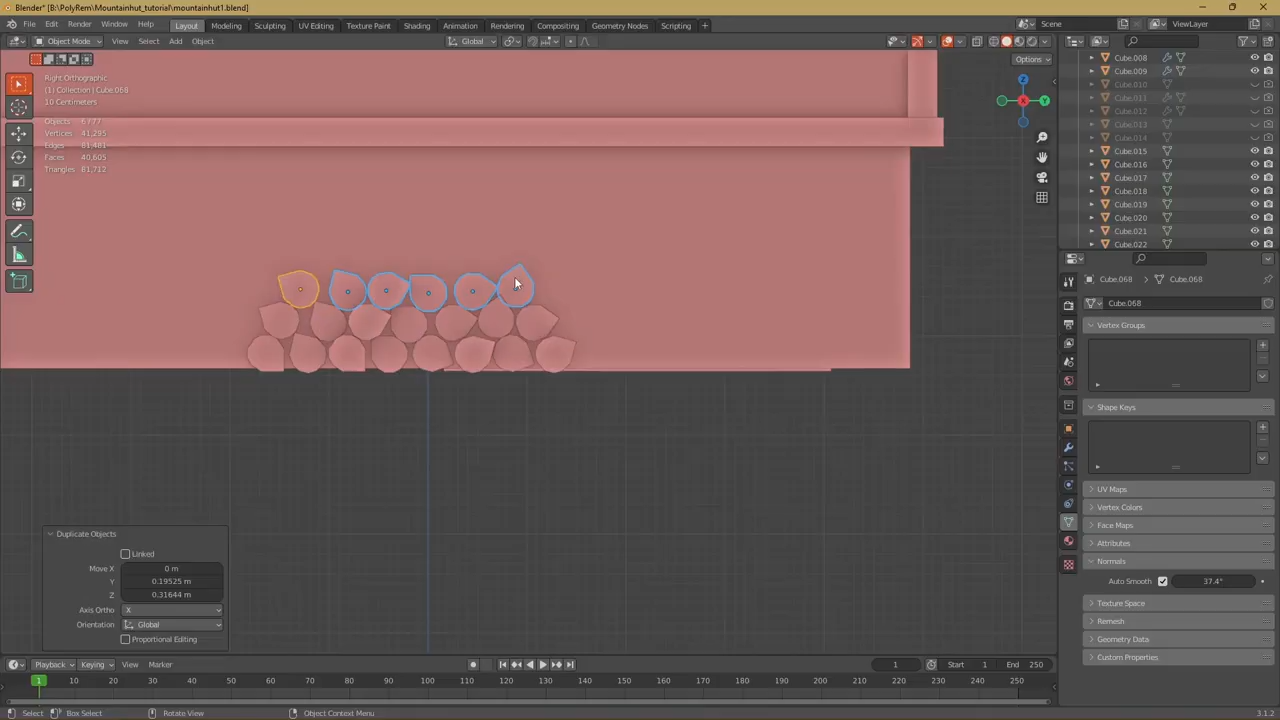 Blender* [B:\PolyRem\Mountainhut_tutorial\mountainhut1.blend]
File Edit Render Window Help Layout Modeling Sculpting UV Editing Texture Paint Shading Animation Rendering Compositing Geometry Nodes Scripting + Scene ViewLayer
Object Mode View Select Add Object Global
Options
Right Orthographic
(1) Collection | Cube.068
10 Centimeters
Objects
Vertices 41,295
Edges 81,481
Faces 40,605
Triangles 81,712
Z
Y
X
Cube.008
Cube.009
Cube.010
Cube.011
Cube.012
Cube.013
Cube.014
Cube.015
Cube.016
Cube.017
Cube.018
Cube.019
Cube.020
Cube.021
Cube.022
Cube.068 > Cube.068
Cube.068
Vertex Groups
Shape Keys
UV Maps
Vertex Colors
Face Maps
Attributes
Normals
Auto Smooth 37.4°
Texture Space
Remesh
Geometry Data
Custom Properties
Duplicate Objects
Linked
Move X 0 m
Y 0.19525 m
Z 0.31644 m
Axis Ortho X
Orientation Global
Proportional Editing
Playback Keying View Marker 1 Start 1 End 250
1 10 20 30 40 50 60 70 80 90 100 110 120 130 140 150 160 170 180 190 200 210 220 230 240 250
Select Box Select Rotate View Object Context Menu 3.1.2